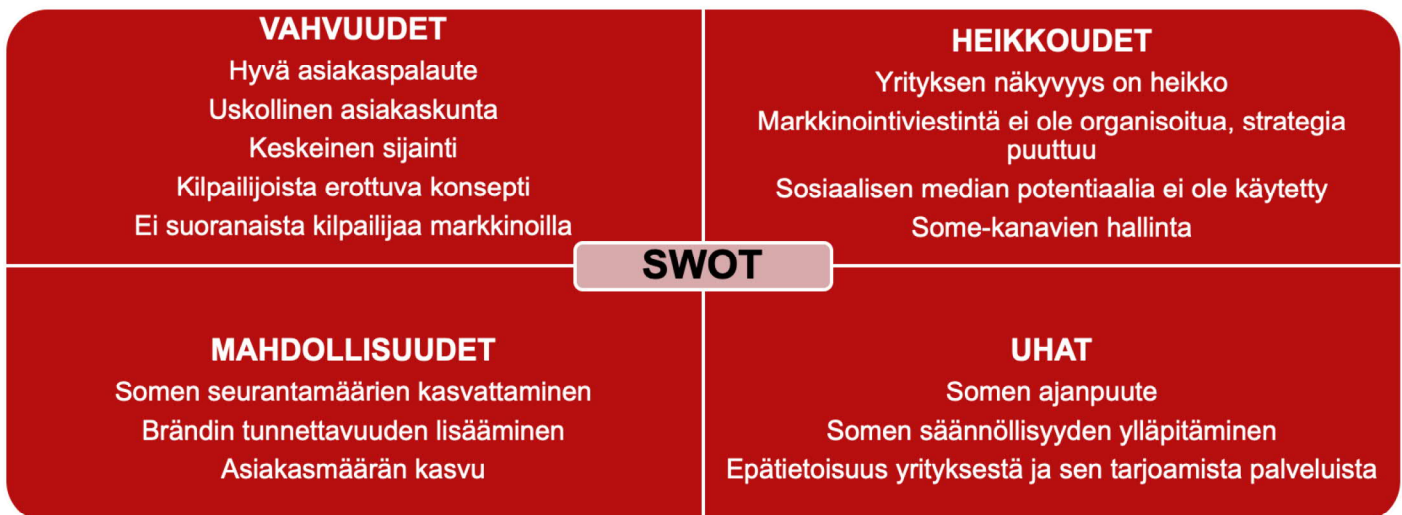 VAHVUUDET
Hyvä asiakaspalaute
Uskollinen asiakaskunta
Keskeinen sijainti
Kilpailijoista erottuva konsepti
Ei suoranaista kilpailijaa markkinoilla
HEIKKOUDET
Yrityksen näkyvyys on heikko
Markkinointiviestintä ei ole organisoitua, strategia
puuttuu
Sosiaalisen median potentiaalia ei ole käytetty
Some-kanavien hallinta
SWOT
MAHDOLLISUUDET
Somen seurantamäärien kasvattaminen
Brändin tunnettavuuden lisääminen
Asiakasmäärän kasvu
UHAT
Somen ajanpuute
Somen säännöllisyyden ylläpitäminen
Epätietoisuus yrityksestä ja sen tarjoamista palveluista